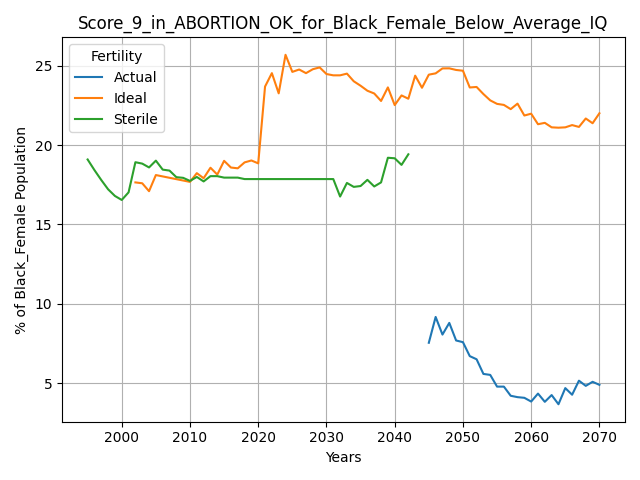 Score_9_in_ABORTION_OK_for_Black_Female_Below_Average_IQ
Fertility
Actual
Ideal
Sterile
% of Black_Female Population
25
20
15
10
5
2000 2010 2020 2030 2040 2050 2060 2070
Years